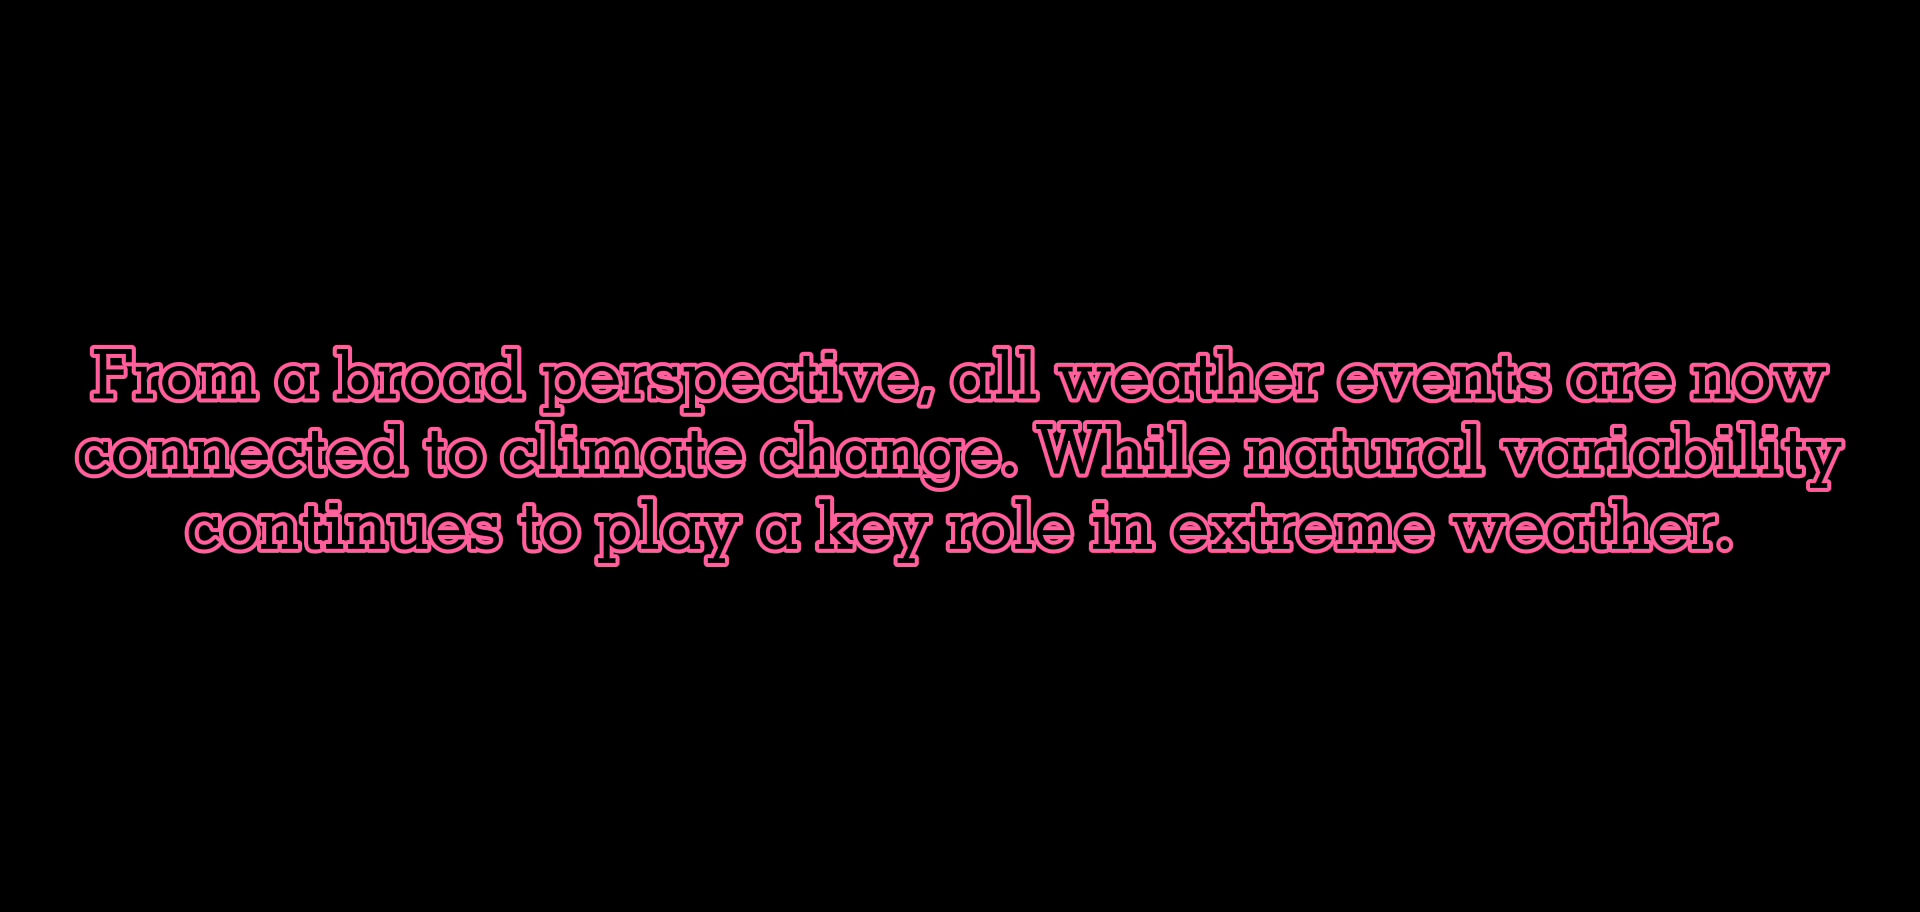 From a broad perspective, all weather events are now
connected to climate change. While natural variability
continues to play a key role in extreme weather.